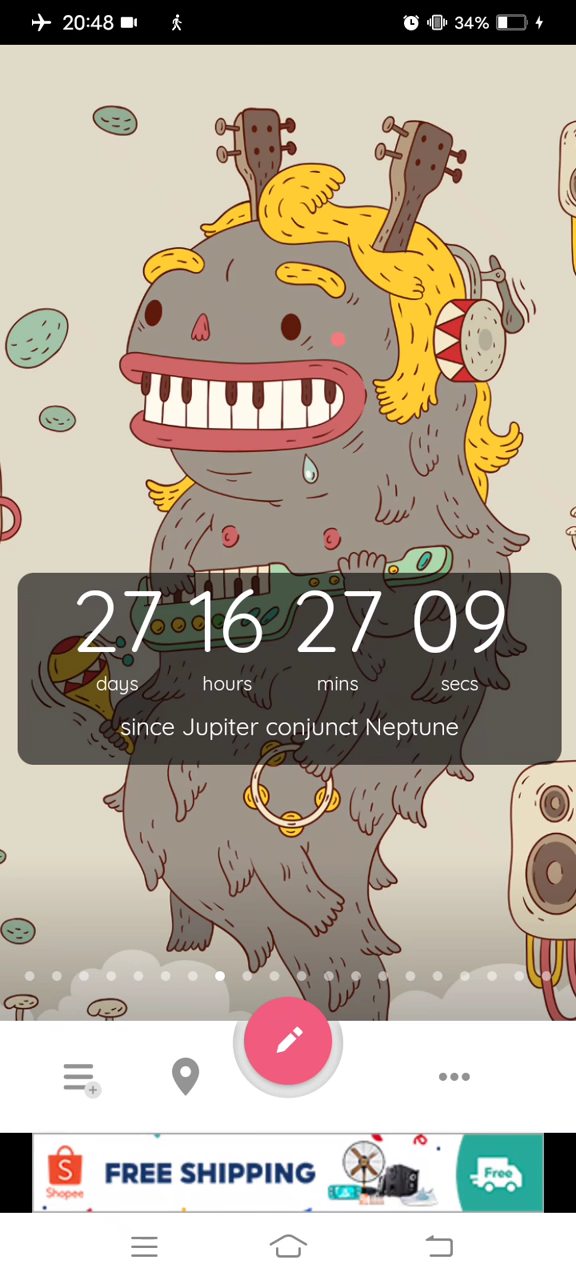 20:48
34%
27 16 27 09
days hours mins secs
since Jupiter conjunct Neptune
S
Shopee
FREE SHIPPING
Free